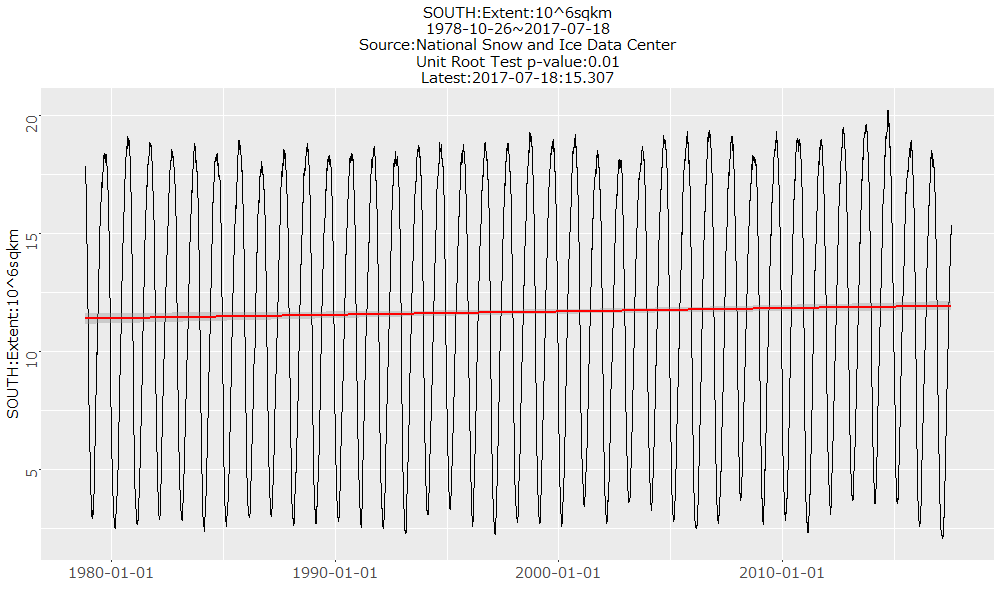 SOUTH:Extent:10^6sqkm
1978-10-26~2017-07-18
Source:National Snow and Ice Data Center
Unit Root Test p-value:0.01
Latest:2017-07-18:15.307
SOUTH:Extent:10^6sqkm
20
15
10
5
1980-01-01
1990-01-01
2000-01-01
2010-01-01